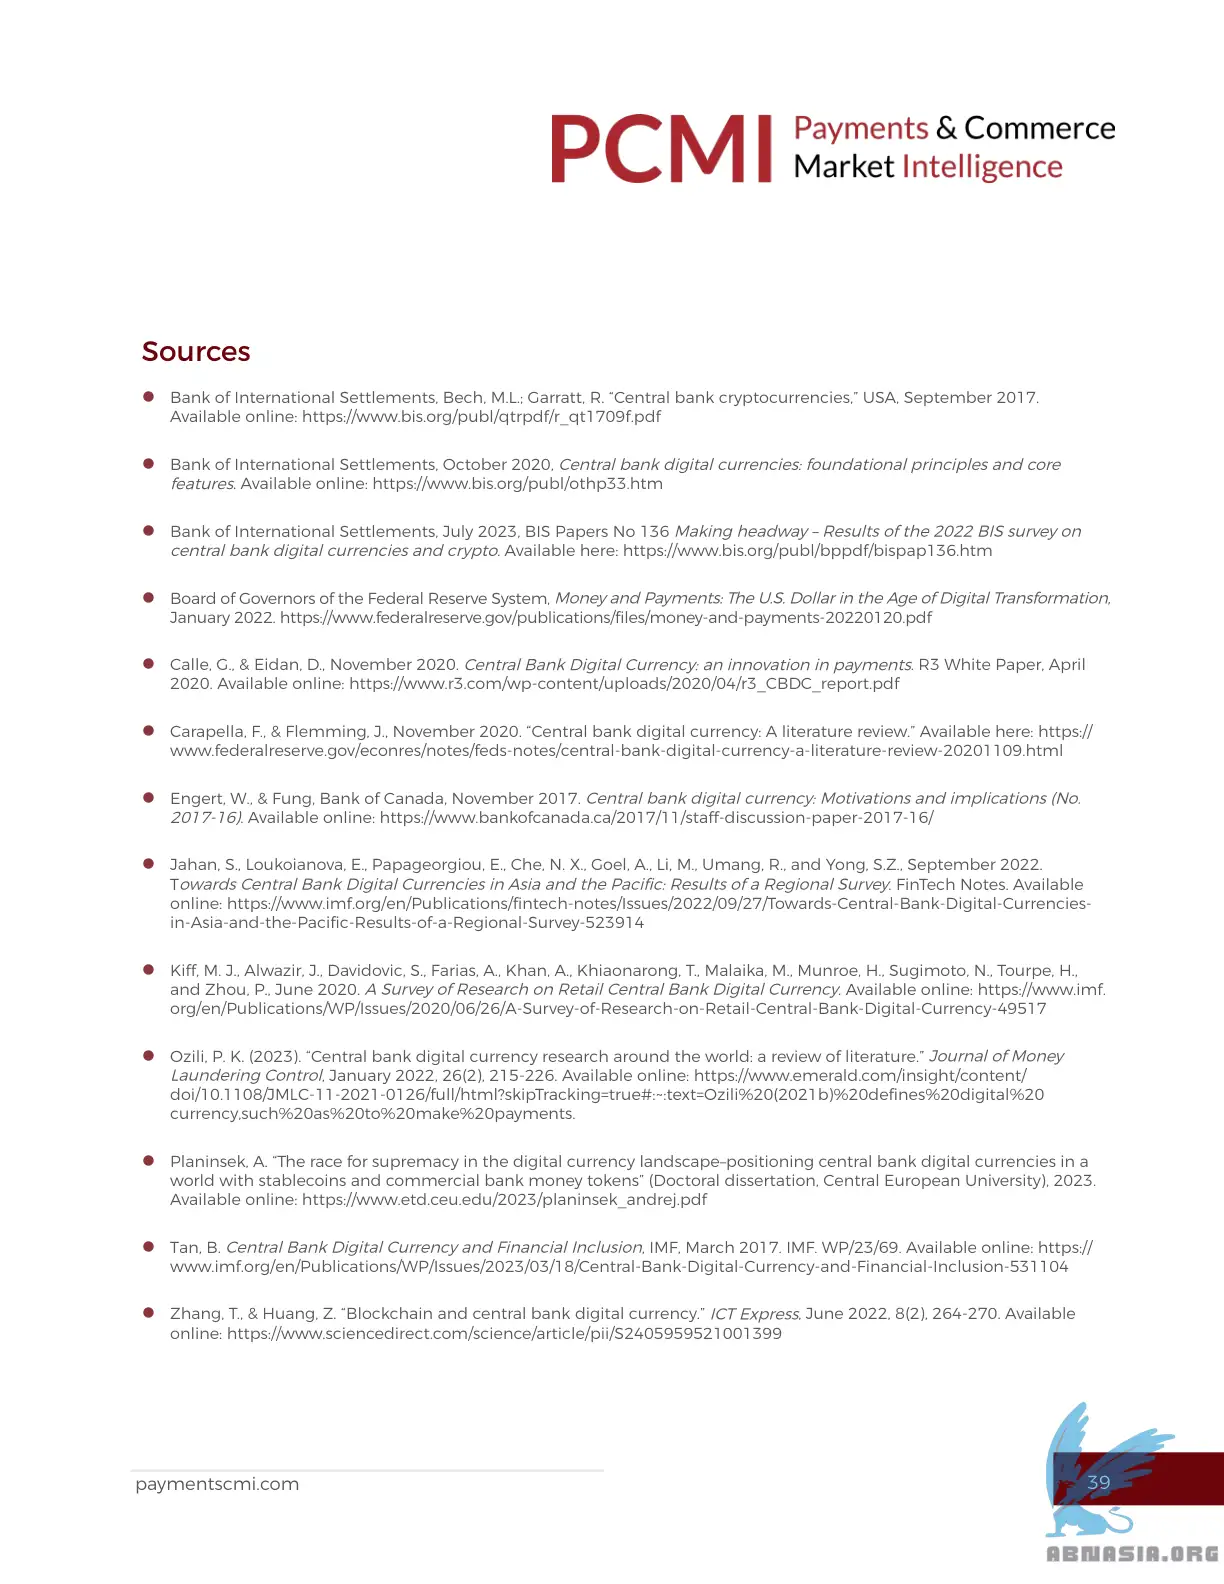 PCMI
Payments & Commerce
Market Intelligence
Sources
Bank of International Settlements, Bech, M.L.; Garratt, R. “Central bank cryptocurrencies,” USA, September 2017.
Available online: https://www.bis.org/publ/qtrpdf/r_qt1709f.pdf
Bank of International Settlements, October 2020, Central bank digital currencies: foundational principles and core
features. Available online: https://www.bis.org/publ/othp33.htm
Bank of International Settlements, July 2023, BIS Papers No 136 Making headway – Results of the 2022 BIS survey on
central bank digital currencies and crypto. Available here: https://www.bis.org/publ/bppdf/bispap136.htm
Board of Governors of the Federal Reserve System, Money and Payments: The U.S. Dollar in the Age of Digital Transformation,
January 2022. https://www.federalreserve.gov/publications/files/money-and-payments-20220120.pdf
Calle, G., & Eidan, D., November 2020. Central Bank Digital Currency: an innovation in payments. R3 White Paper, April
2020. Available online: https://www.r3.com/wp-content/uploads/2020/04/r3_CBDC_report.pdf
Carapella, F., & Flemming, J., November 2020. “Central bank digital currency: A literature review.” Available here: https://
www.federalreserve.gov/econres/notes/feds-notes/central-bank-digital-currency-a-literature-review-20201109.html
Engert, W., & Fung, Bank of Canada, November 2017. Central bank digital currency: Motivations and implications (No.
2017-16). Available online: https://www.bankofcanada.ca/2017/11/staff-discussion-paper-2017-16/
Jahan, S., Loukoianova, E., Papageorgiou, E., Che, N. X., Goel, A., Li, M., Umang, R., and Yong, S.Z., September 2022.
Towards Central Bank Digital Currencies in Asia and the Pacific: Results of a Regional Survey. FinTech Notes. Available
online: https://www.imf.org/en/Publications/fintech-notes/Issues/2022/09/27/Towards-Central-Bank-Digital-Currencies-
in-Asia-and-the-Pacific-Results-of-a-Regional-Survey-523914
Kiff, M. J., Alwazir, J., Davidovic, S., Farias, A., Khan, A., Khiaonarong, T., Malaika, M., Munroe, H., Sugimoto, N., Tourpe, H.,
and Zhou, P., June 2020. A Survey of Research on Retail Central Bank Digital Currency. Available online: https://www.imf.
org/en/Publications/WP/Issues/2020/06/26/A-Survey-of-Research-on-Retail-Central-Bank-Digital-Currency-49517
Ozili, P. K. (2023). “Central bank digital currency research around the world: a review of literature.” Journal of Money
Laundering Control, January 2022, 26(2), 215-226. Available online: https://www.emerald.com/insight/content/
doi/10.1108/JMLC-11-2021-0126/full/html?skipTracking=true#:~:text=Ozili%20(2021b)%20defines%20digital%20
currency,such%20as%20to%20make%20payments.
Planinsek, A. “The race for supremacy in the digital currency landscape–positioning central bank digital currencies in a
world with stablecoins and commercial bank money tokens” (Doctoral dissertation, Central European University), 2023.
Available online: https://www.etd.ceu.edu/2023/planinsek_andrej.pdf
Tan, B. Central Bank Digital Currency and Financial Inclusion, IMF, March 2017. IMF. WP/23/69. Available online: https://
www.imf.org/en/Publications/WP/Issues/2023/03/18/Central-Bank-Digital-Currency-and-Financial-Inclusion-531104
Zhang, T., & Huang, Z. “Blockchain and central bank digital currency.” ICT Express, June 2022, 8(2), 264-270. Available
online: https://www.sciencedirect.com/science/article/pii/S2405959521001399
paymentscmi.com
39
ABNASIA.ORG